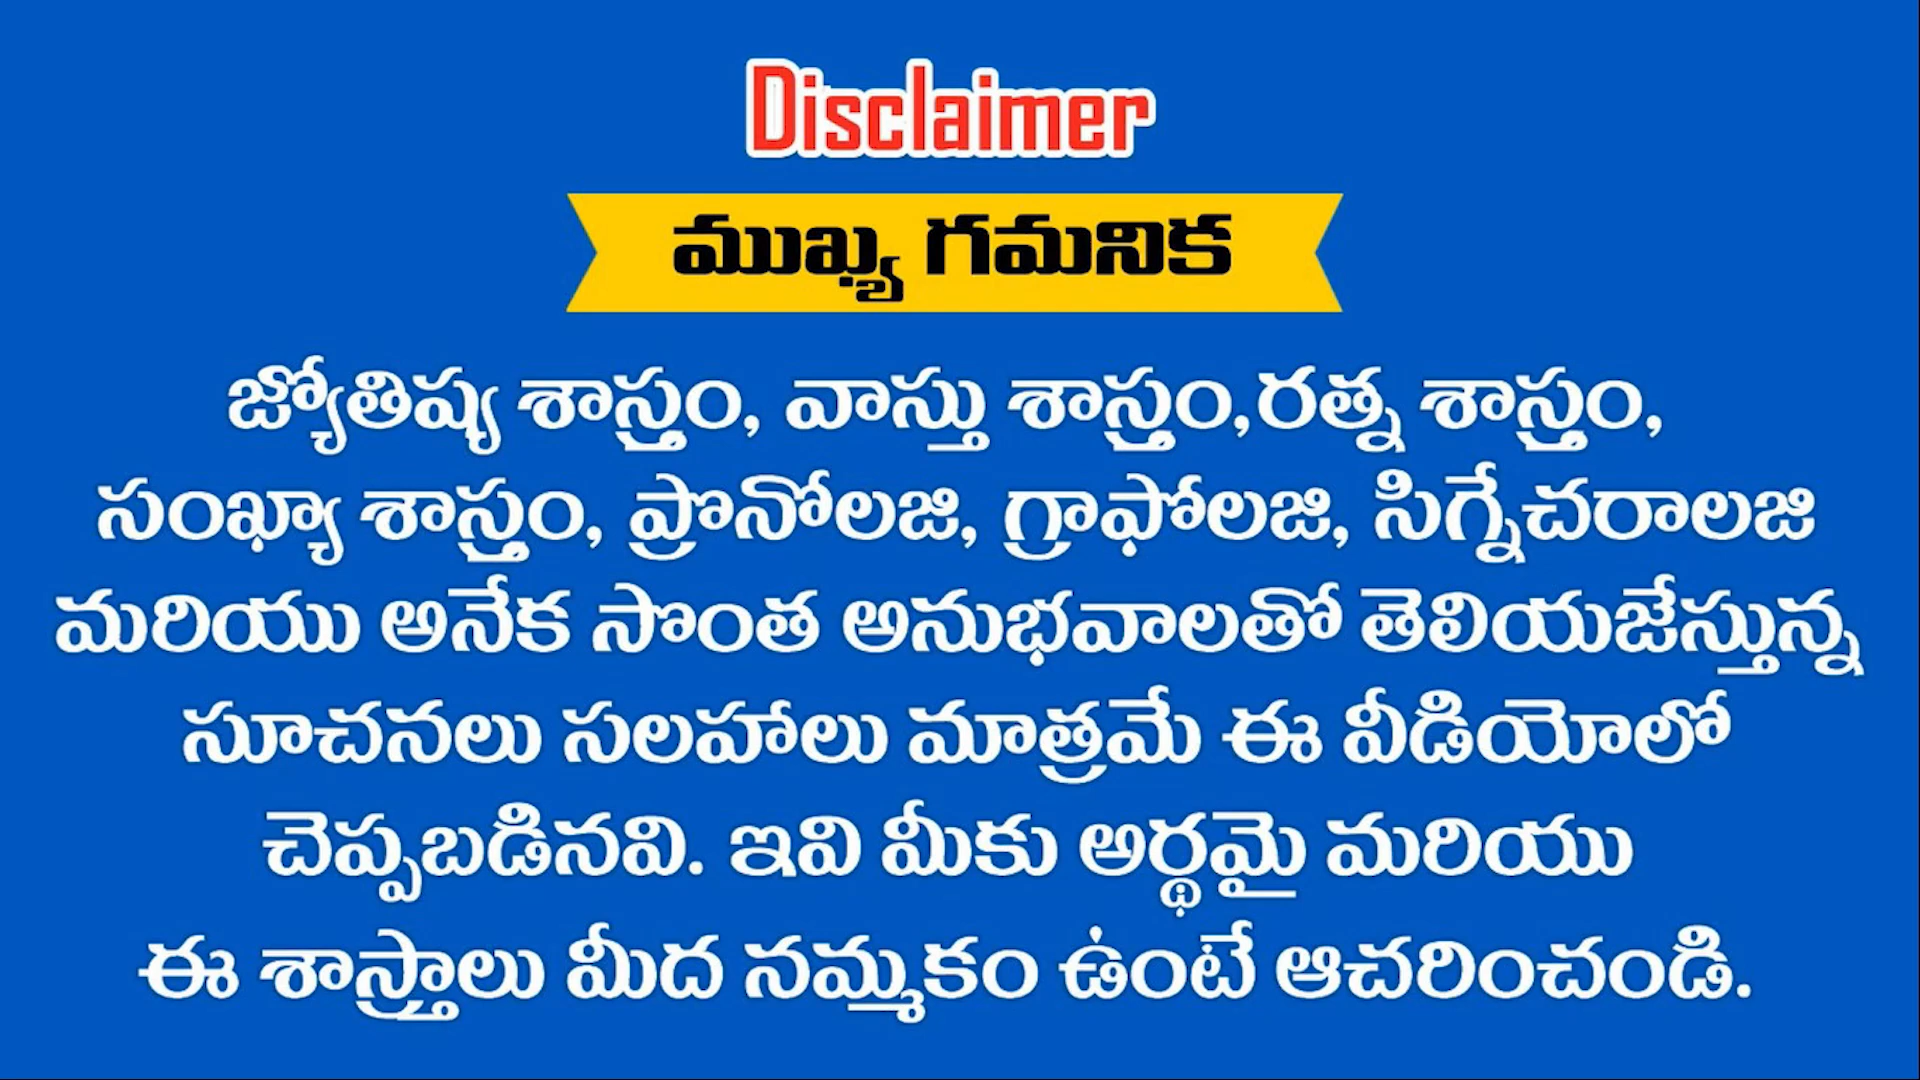 Disclaimer
ముఖ్య గమనిక
జ్యోతిష్య శాస్త్రం, వాస్తు శాస్త్రం,రత్న శాస్త్రం,
సంఖ్యా శాస్త్రం, ప్రొనోలజి, గ్రాఫోలజి, సిగ్నేచరాలజి
మరియు అనేక సొంత అనుభవాలతో తెలియజేస్తున్న
సూచనలు సలహాలు మాత్రమే ఈ వీడియోలో
చెప్పబడినవి. ఇవి మీకు అర్థమై మరియు
ఈ శాస్త్రాలు మీద నమ్మకం ఉంటే ఆచరించండి.